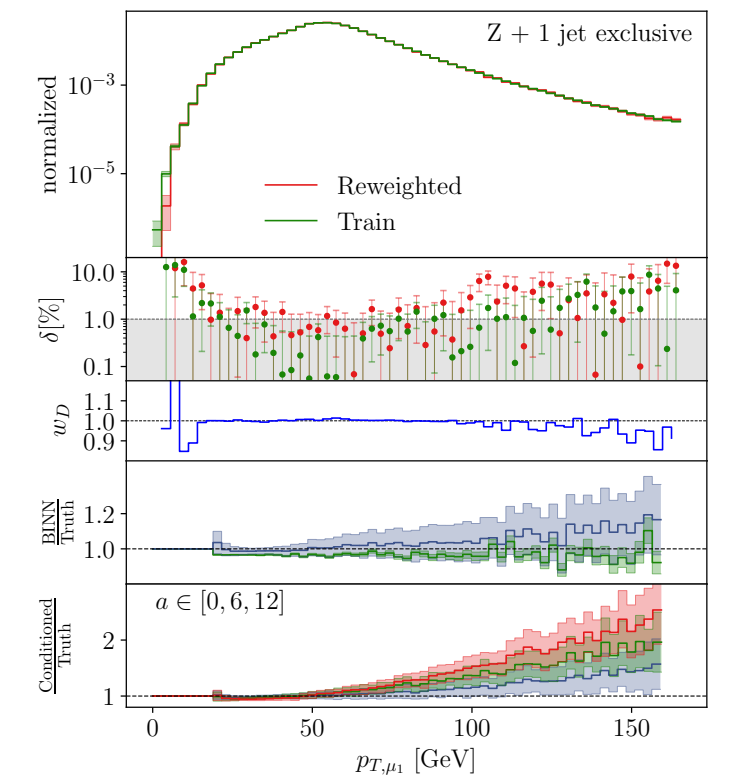 Z + 1 jet exclusive
normalized
10⁻³
10⁻⁵
Reweighted
Train
δ[%]
10.0
1.0
0.1
w_D
1.1
1.0
0.9
BINN
Truth
1.2
1.0
a ∈ [0, 6, 12]
Conditioned
Truth
2
1
0 50 100 150
p_{T,μ₁} [GeV]